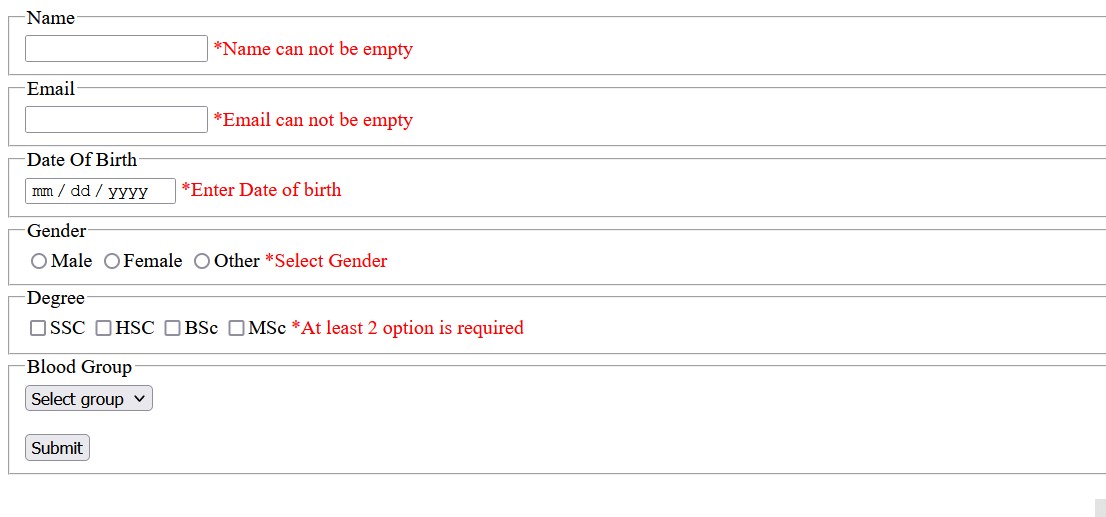 Name
*Name can not be empty
Email
*Email can not be empty
Date Of Birth
mm / dd / yyyy *Enter Date of birth
Gender
Male Female Other *Select Gender
Degree
SSC HSC BSc MSc *At least 2 option is required
Blood Group
Select group
Submit